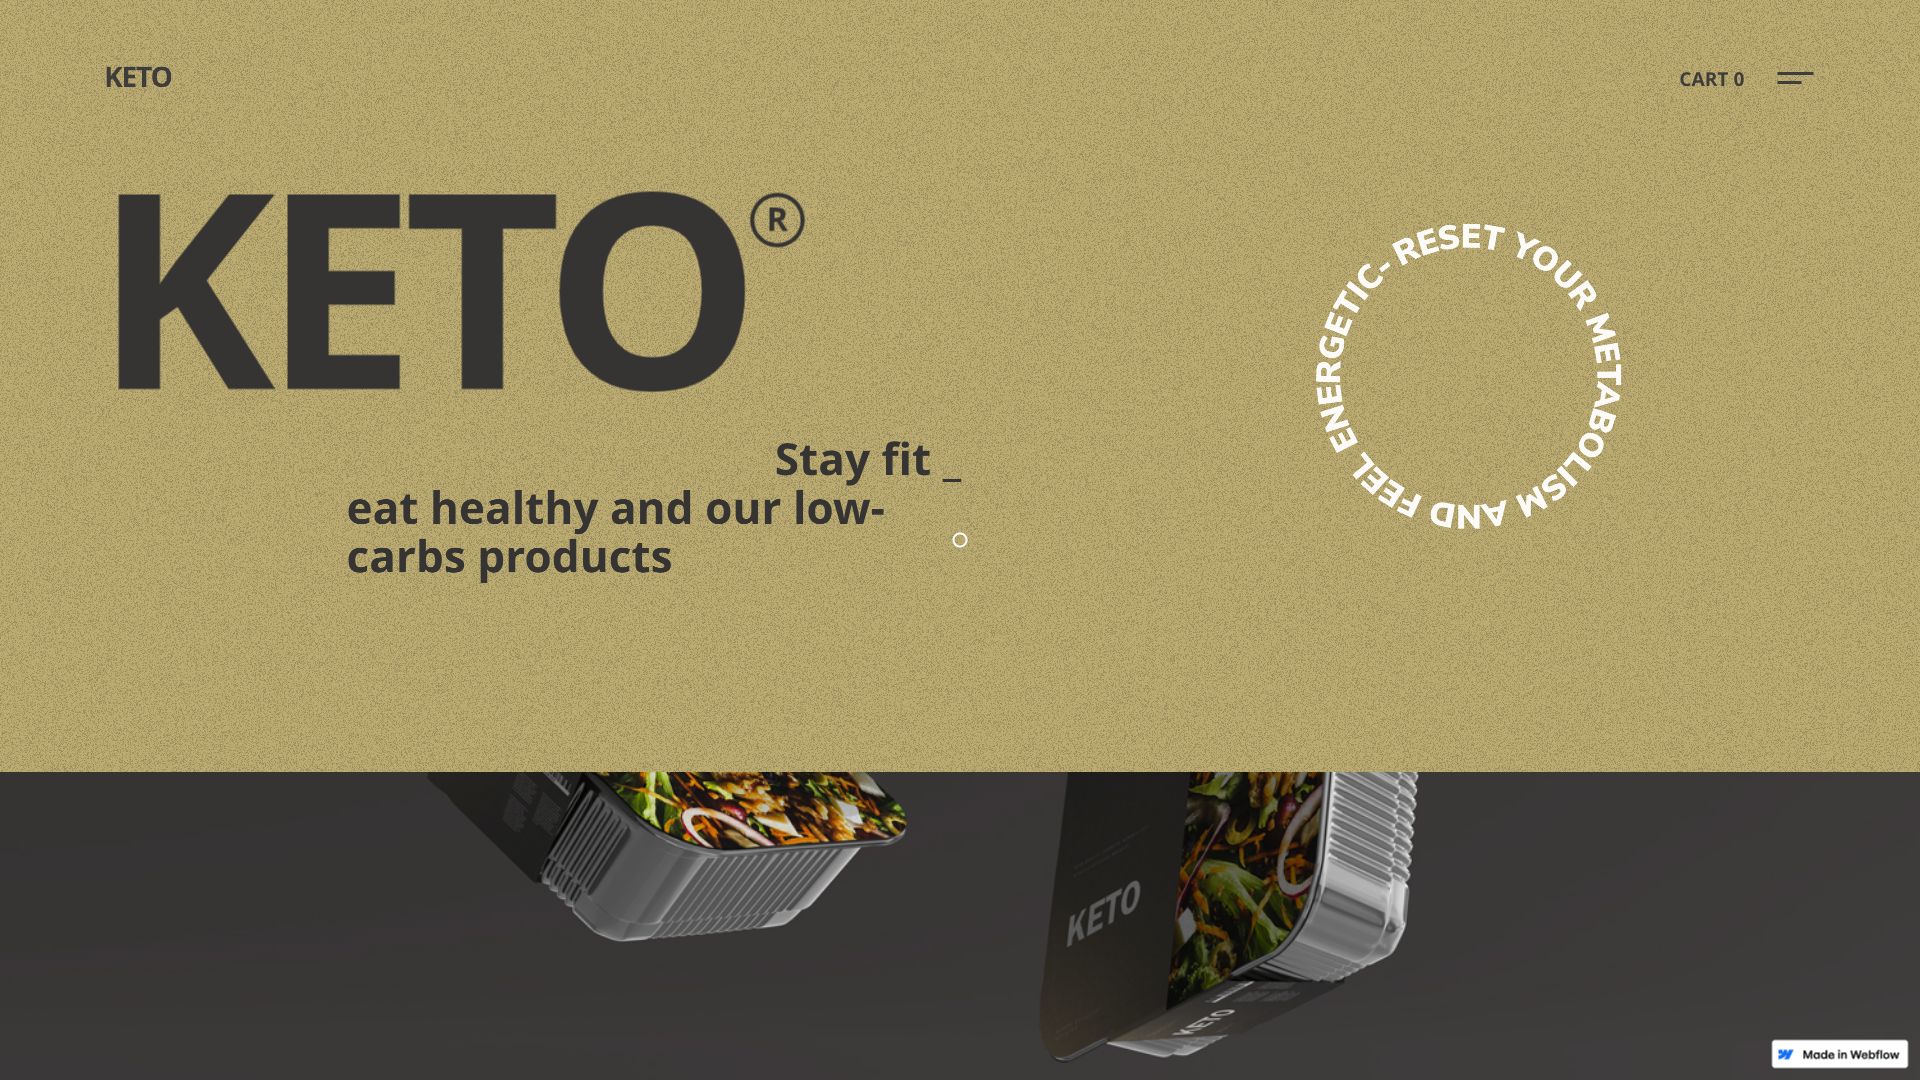 KETO
CART 0
KETO®
RESET YOUR METABOLISM AND FEEL ENERGETIC-
Stay fit _
eat healthy and our low-
carbs products
KETO
KETO
Made in Webflow